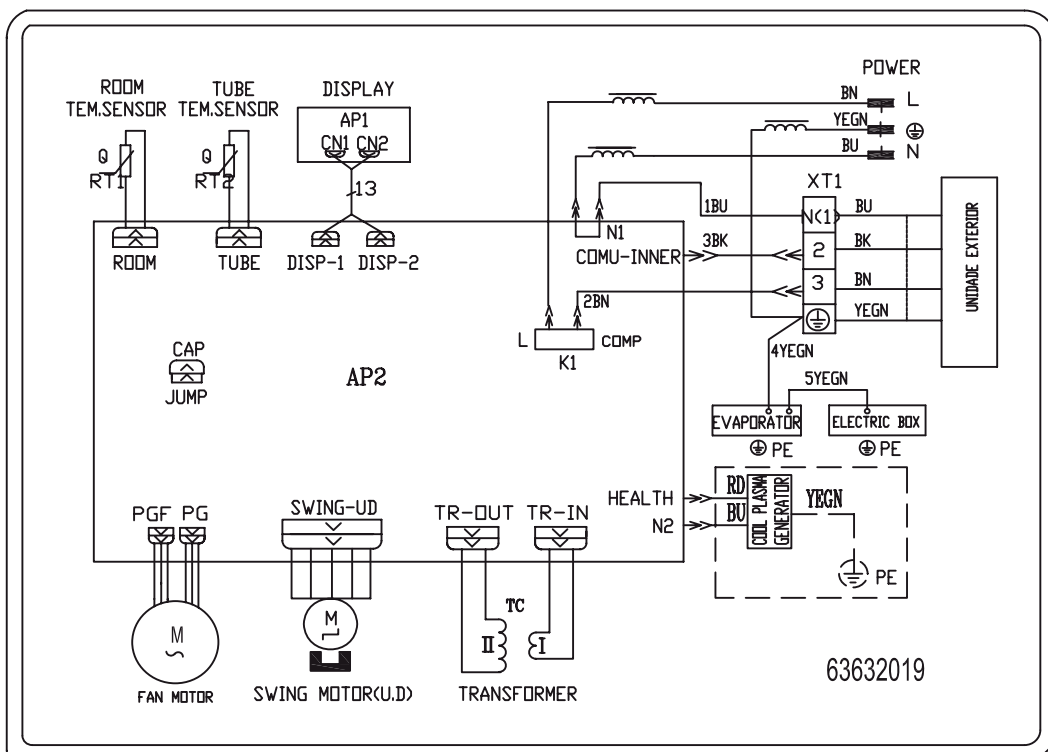 POWER
ROOM
TEM.SENSOR
TUBE
TEM.SENSOR
DISPLAY
AP1
CN1 CN2
BN L
YEGN
BU N
θ
RT1
θ
RT2
13
XT1
1BU
N(1)
BU
N1
COMU-INNER
3BK
2
BK
ROOM
TUBE
DISP-1
DISP-2
3
BN
2BN
YEGN
UNIDADE EXTERIOR
L
COMP
K1
4YEGN
CAP
JUMP
AP2
5YEGN
EVAPORATOR
ELECTRIC BOX
PE
PE
HEALTH
RD
N2
BU
COOL PLASMA
GENERATOR
YEGN
PE
PGF PG
SWING-UD
TR-OUT
TR-IN
M
M
TC
II
I
FAN MOTOR
SWING MOTOR(U.D)
TRANSFORMER
63632019